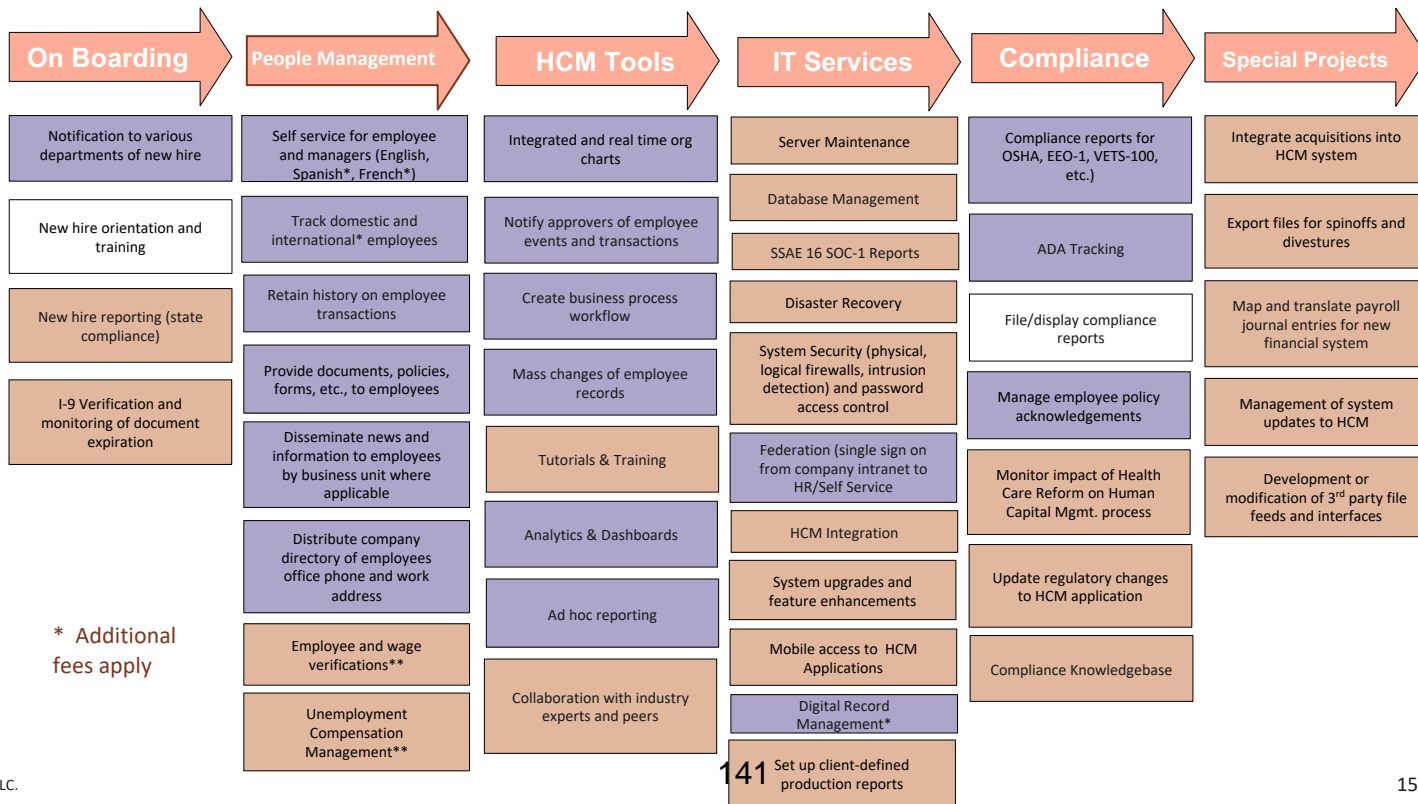 On Boarding
People Management
HCM Tools
IT Services
Compliance
Special Projects
Notification to various
departments of new hire
New hire orientation and
training
New hire reporting (state
compliance)
I-9 Verification and
monitoring of document
expiration
* Additional
fees apply
Self service for employee
and managers (English,
Spanish*, French*)
Track domestic and
international* employees
Retain history on employee
transactions
Provide documents, policies,
forms, etc., to employees
Disseminate news and
information to employees
by business unit where
applicable
Distribute company
directory of employees
office phone and work
address
Employee and wage
verifications**
Unemployment
Compensation
Management**
Integrated and real time org
charts
Notify approvers of employee
events and transactions
Create business process
workflow
Mass changes of employee
records
Tutorials & Training
Analytics & Dashboards
Ad hoc reporting
Collaboration with industry
experts and peers
Server Maintenance
Database Management
SSAE 16 SOC-1 Reports
Disaster Recovery
System Security (physical,
logical firewalls, intrusion
detection) and password
access control
Federation (single sign on
from company intranet to
HR/Self Service
HCM Integration
System upgrades and
feature enhancements
Mobile access to HCM
Applications
Digital Record
Management*
Set up client-defined
production reports
Compliance reports for
OSHA, EEO-1, VETS-100,
etc.)
ADA Tracking
File/display compliance
reports
Manage employee policy
acknowledgements
Monitor impact of Health
Care Reform on Human
Capital Mgmt. process
Update regulatory changes
to HCM application
Compliance Knowledgebase
Integrate acquisitions into
HCM system
Export files for spinoffs and
divestures
Map and translate payroll
journal entries for new
financial system
Management of system
updates to HCM
Development or
modification of 3rd party file
feeds and interfaces
LC.
141
15